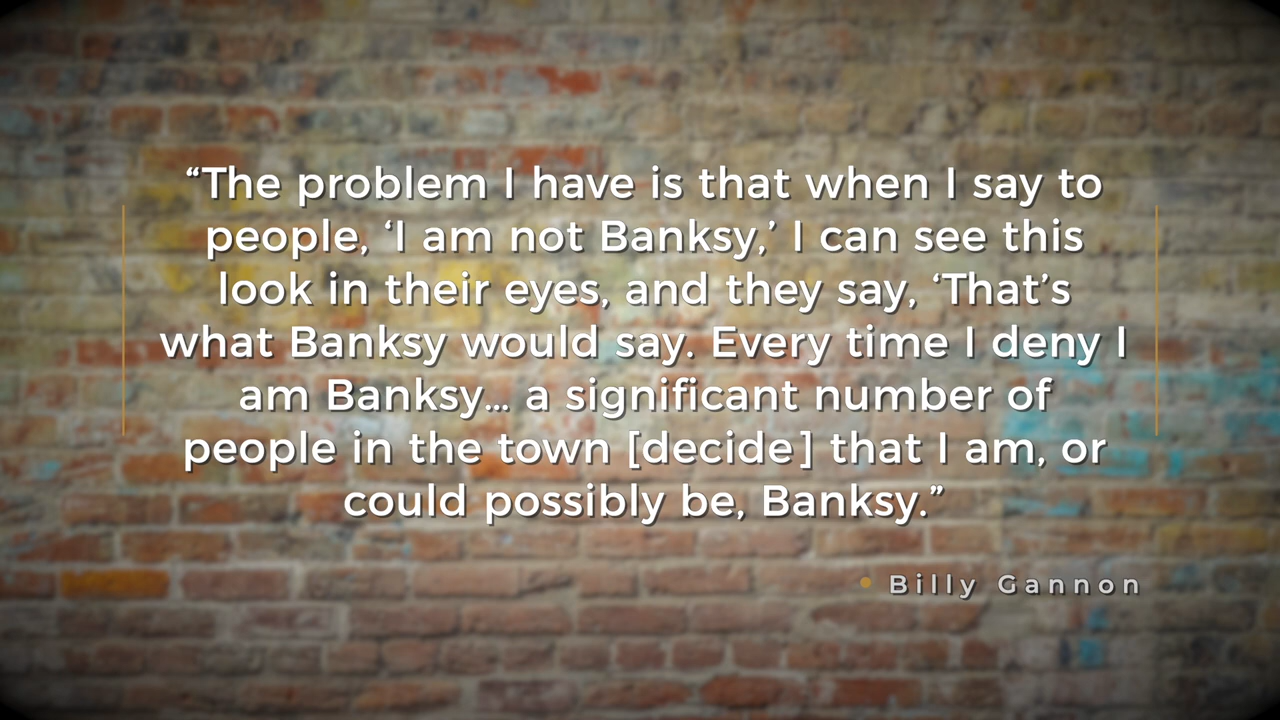 “The problem I have is that when I say to
people, ‘I am not Banksy,’ I can see this
look in their eyes, and they say, ‘That’s
what Banksy would say. Every time I deny I
am Banksy... a significant number of
people in the town [decide] that I am, or
could possibly be, Banksy.”
Billy Gannon